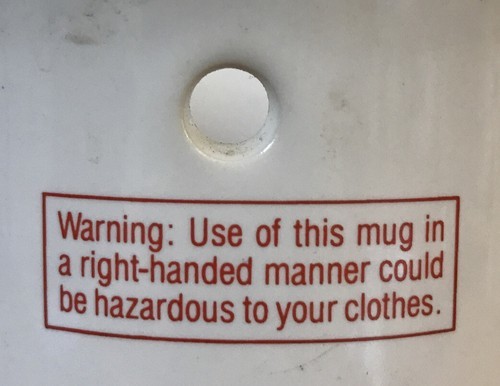 Warning: Use of this mug in
a right-handed manner could
be hazardous to your clothes.